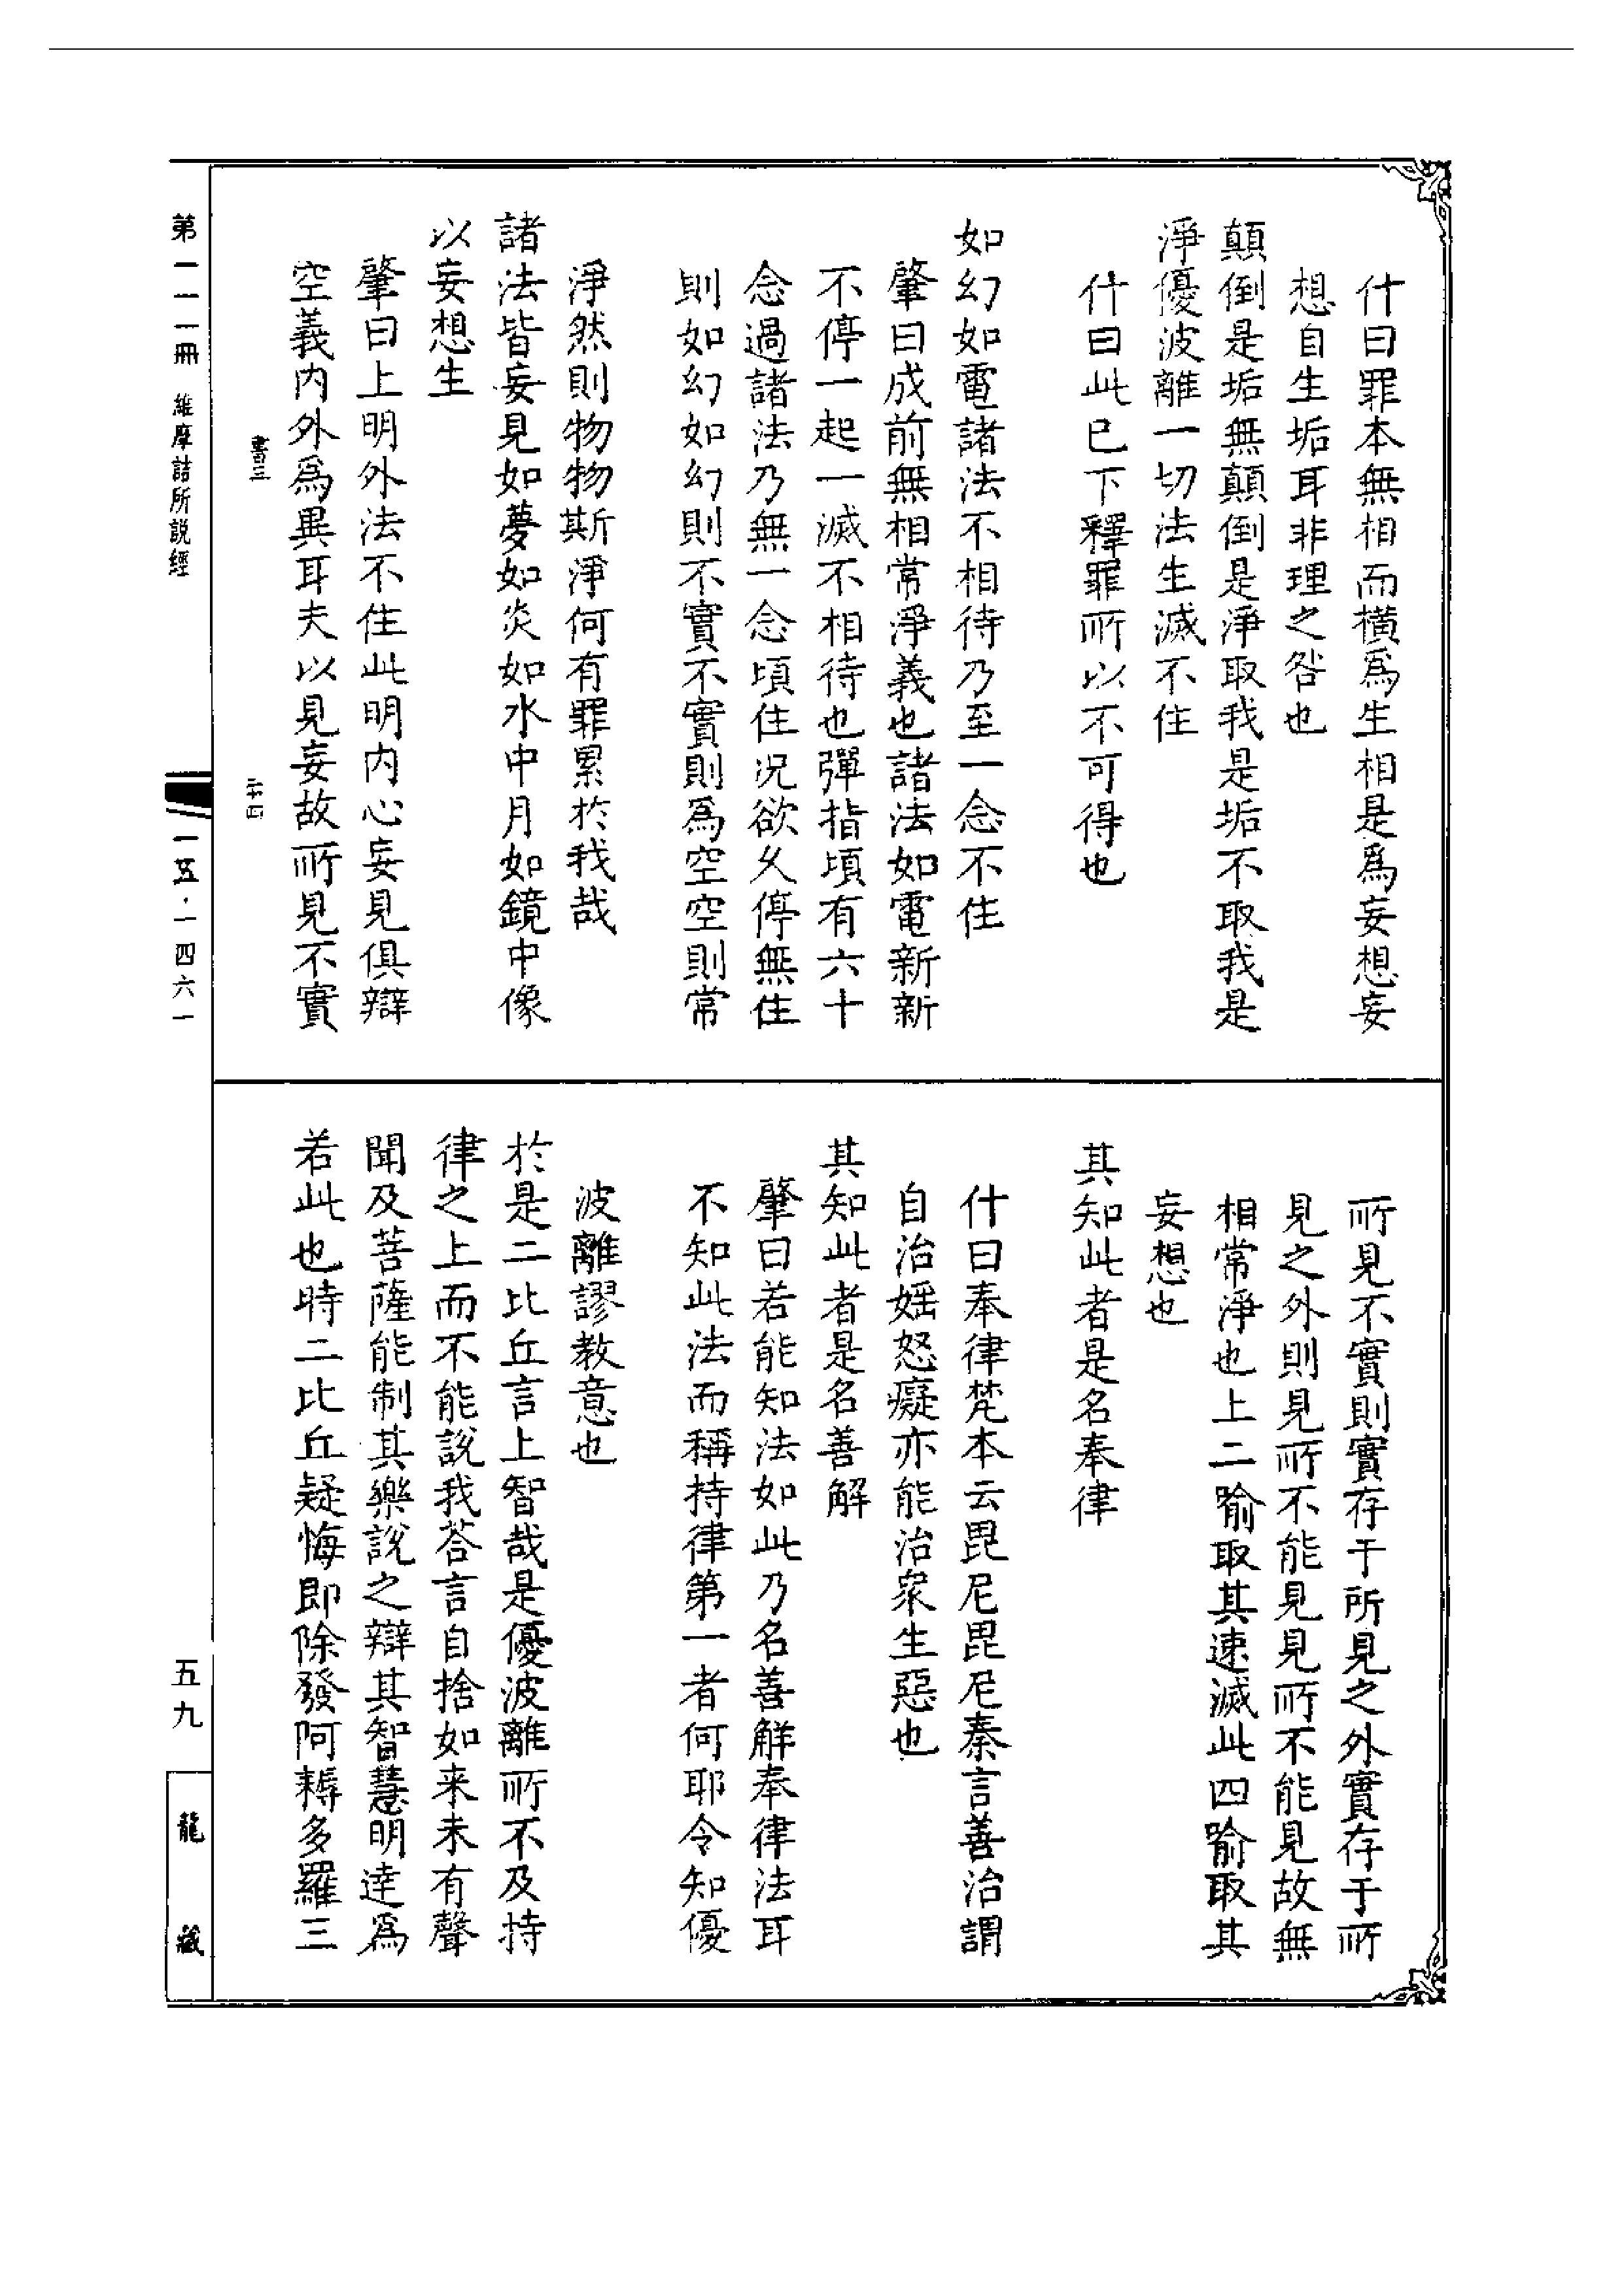 什曰罪本無相而橫爲生相是爲妄想妄
想自生垢耳非理之咎也
顛倒是垢無顛倒是淨取我是垢不取我是
淨優波離一切法生滅不住
什曰此已下釋罪所以不可得也
如幻如電諸法不相待乃至一念不住
肇曰成前無相常淨義也諸法如電新新
不停一起一滅不相待也彈指頃有六十
念過諸法乃無一念頃住況欲久停無住
則如幻如幻則不實不實則爲空空則常
淨然則物物斯淨何有罪累於我哉
諸法皆妄見如夢如炎如水中月如鏡中像
以妄想生
肇曰上明外法不住此明内心妄見俱辯
空義内外爲異耳夫以見妄故所見不實
書三
二十四
所見不實則實存于所見之外實存于所
見之外則見所不能見見所不能見故無
相常淨也上二喻取其速滅此四喻取其
妄想也
其知此者是名奉律
什曰奉律梵本云毘尼毘尼秦言善治謂
自治婬怒癡亦能治衆生惡也
其知此者是名善解
肇曰若能知法如此乃名善解奉律法耳
不知此法而稱持律第一者何耶令知優
波離謬教意也
於是二比丘言上智哉是優波離所不及持
律之上而不能說我荅言自捨如来未有聲
聞及菩薩能制其樂說之辯其智慧明達爲
若此也時二比丘疑悔即除發阿耨多羅三
第一一一冊 維摩詰所説經
一五·一四六一
五九
龍藏